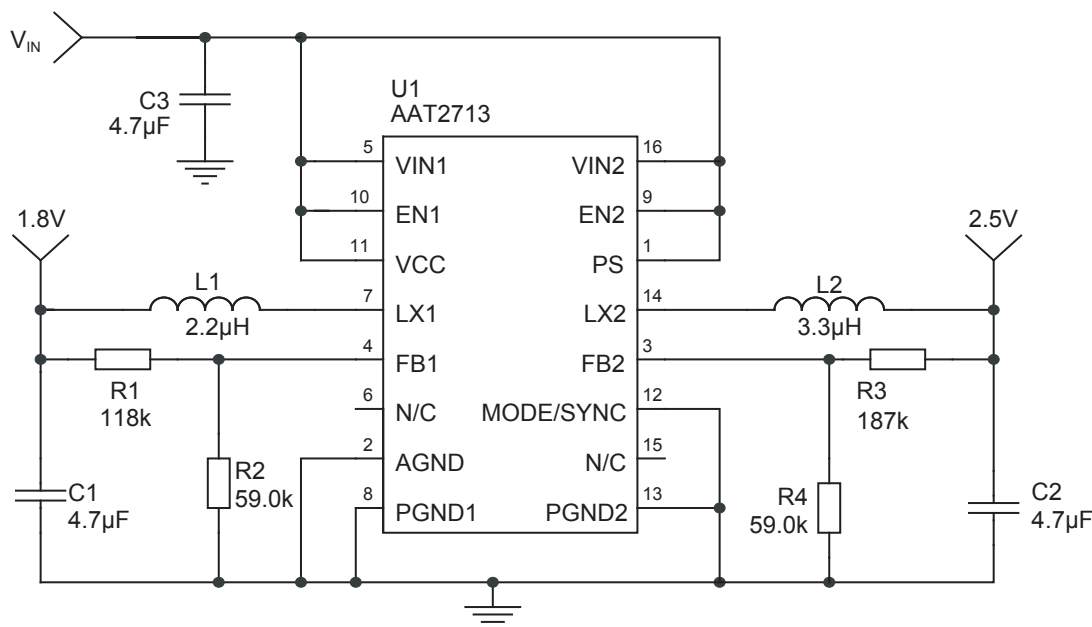 V_IN
U1
AAT2713
C3
4.7µF
5 VIN1 VIN2 16
10 EN1 EN2 9
11 VCC PS 1
1.8V
2.5V
L1
2.2µH
7 LX1 LX2 14
L2
3.3µH
4 FB1 FB2 3
R1
118k
R3
187k
6 N/C MODE/SYNC 12
2 AGND N/C 15
R2
59.0k
R4
59.0k
8 PGND1 PGND2 13
C1
4.7µF
C2
4.7µF